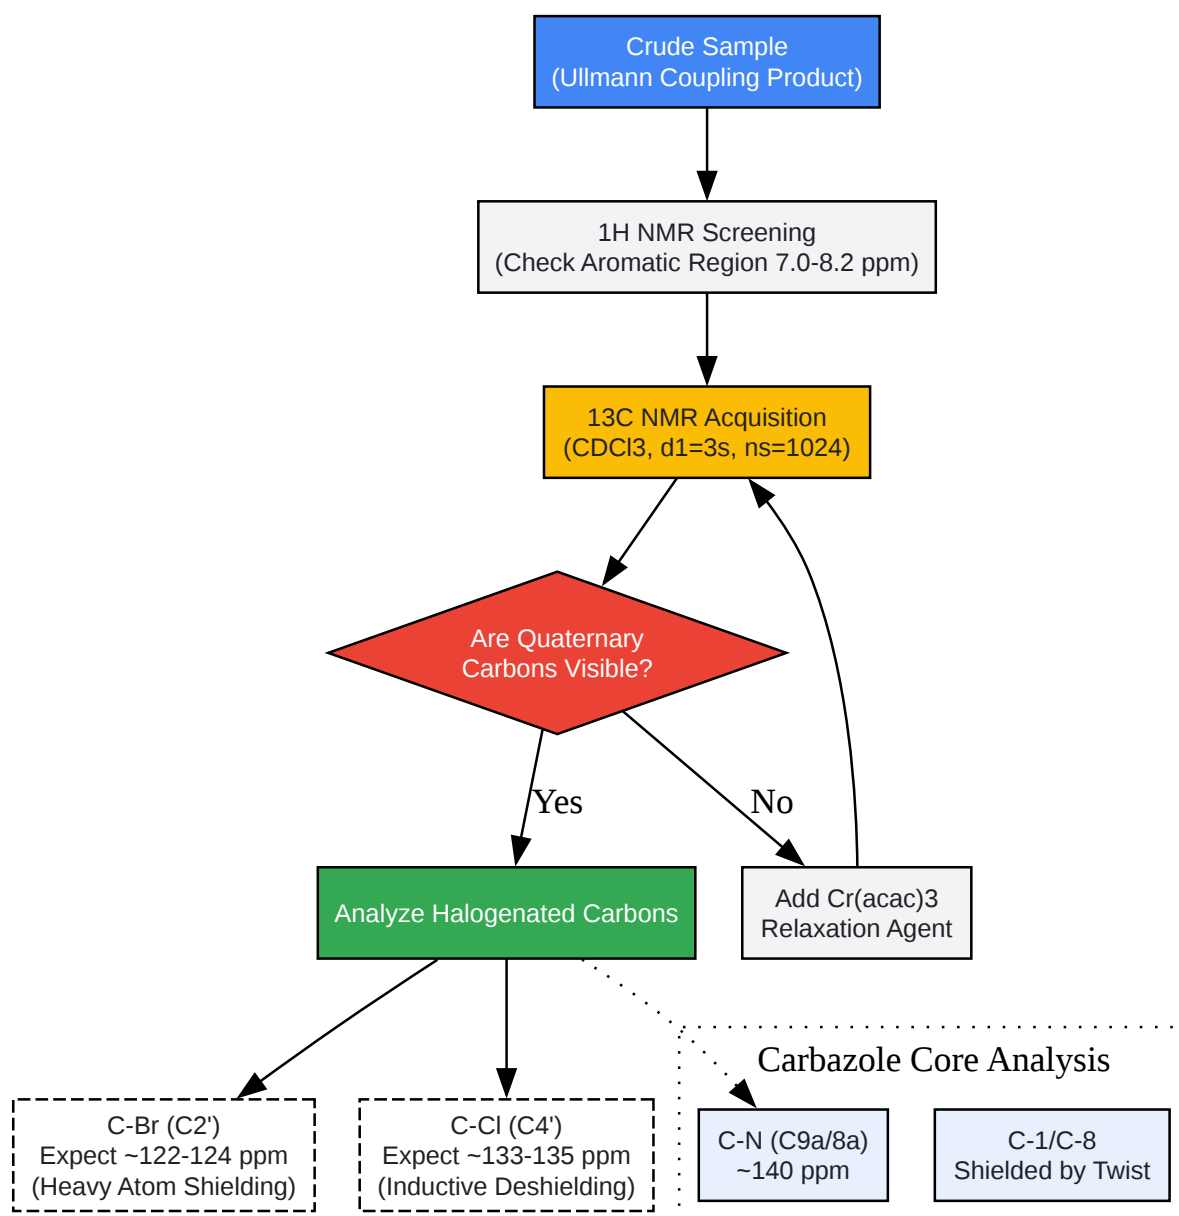 Crude Sample
(Ullmann Coupling Product)
1H NMR Screening
(Check Aromatic Region 7.0-8.2 ppm)
13C NMR Acquisition
(CDCl3, d1=3s, ns=1024)
Are Quaternary
Carbons Visible?
Yes
No
Analyze Halogenated Carbons
Add Cr(acac)3
Relaxation Agent
Carbazole Core Analysis
C-Br (C2')
Expect ~122-124 ppm
(Heavy Atom Shielding)
C-Cl (C4')
Expect ~133-135 ppm
(Inductive Deshielding)
C-N (C9a/8a)
~140 ppm
C-1/C-8
Shielded by Twist